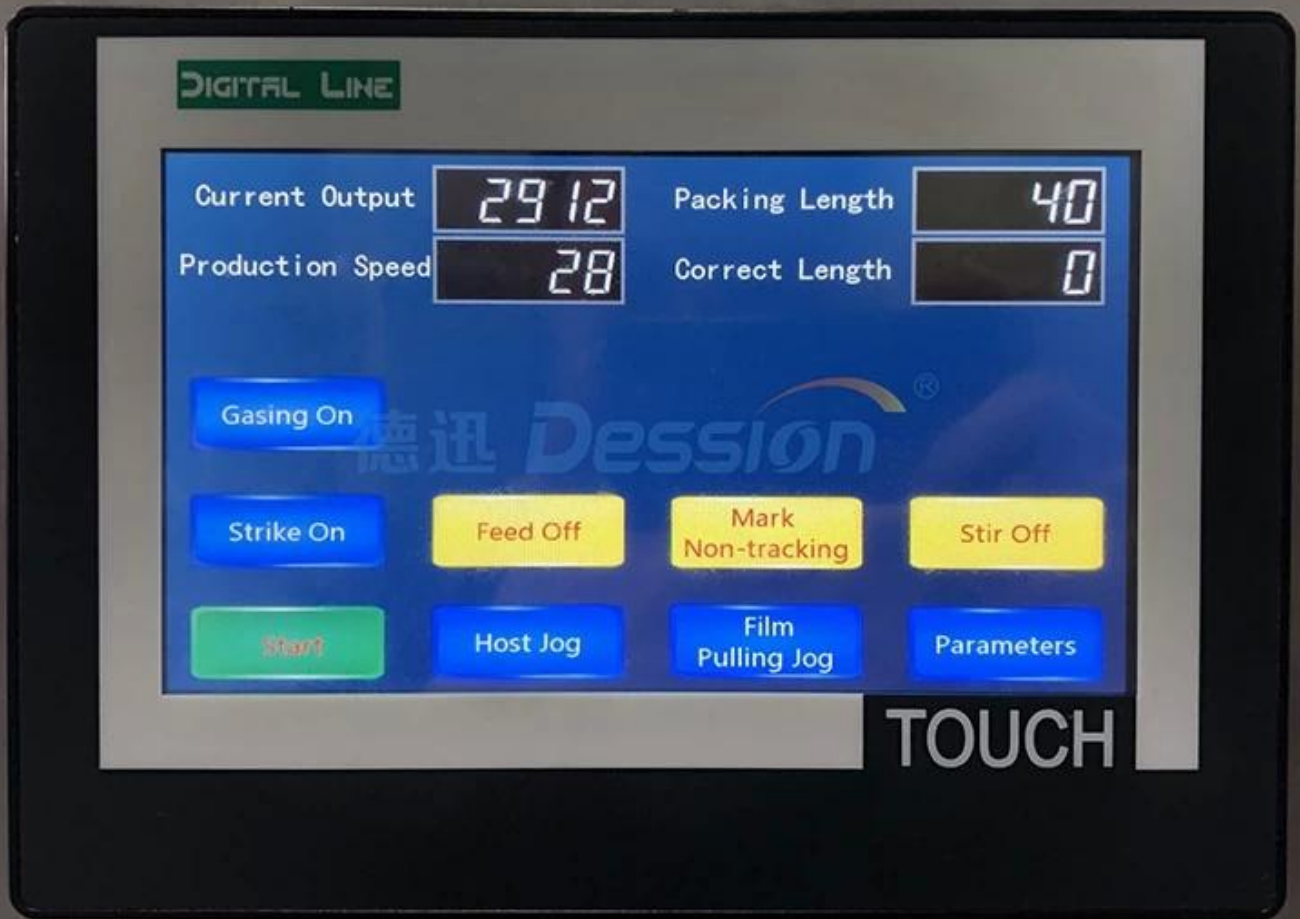 DIGITAL LINE
Current Output 2912 Packing Length 40
Production Speed 28 Correct Length 0
Gasing On
德迅 Dession®
Strike On Feed Off Mark Non-tracking Stir Off
Start Host Jog Film Pulling Jog Parameters
TOUCH